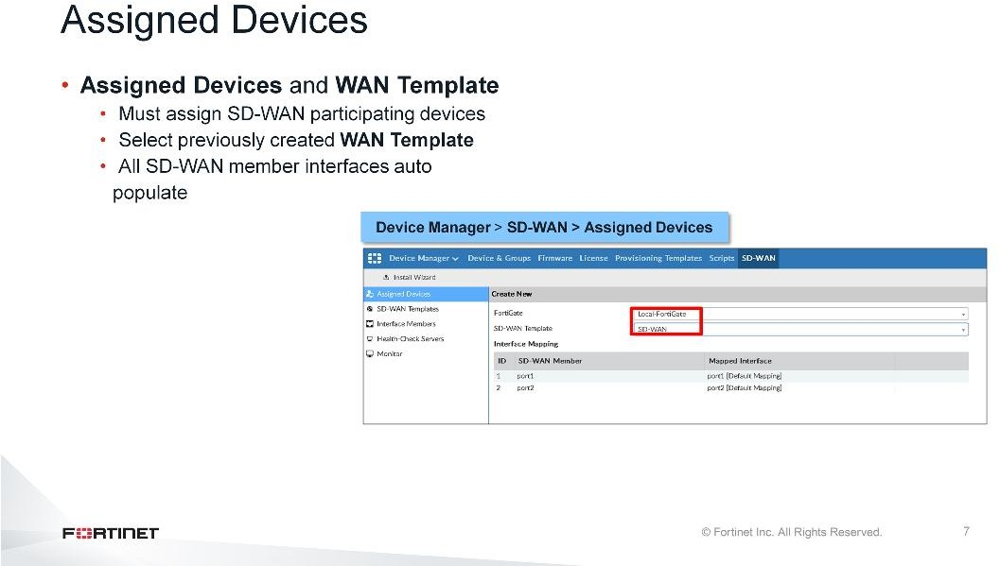 Assigned Devices
• Assigned Devices and WAN Template
• Must assign SD-WAN participating devices
• Select previously created WAN Template
• All SD-WAN member interfaces auto
populate
Device Manager > SD-WAN > Assigned Devices
Device Manager Device & Groups Firmware License Provisioning Templates Scripts SD-WAN
Install Wizard
Assigned Devices
SD-WAN Templates
Interface Members
Health-Check Servers
Monitor
Create New
FortiGate Local-FortiGate
SD-WAN Template SD-WAN
Interface Mapping
ID SD-WAN Member Mapped Interface
1 port1 port1 [Default Mapping]
2 port2 port2 [Default Mapping]
FORTINET
© Fortinet Inc. All Rights Reserved.
7